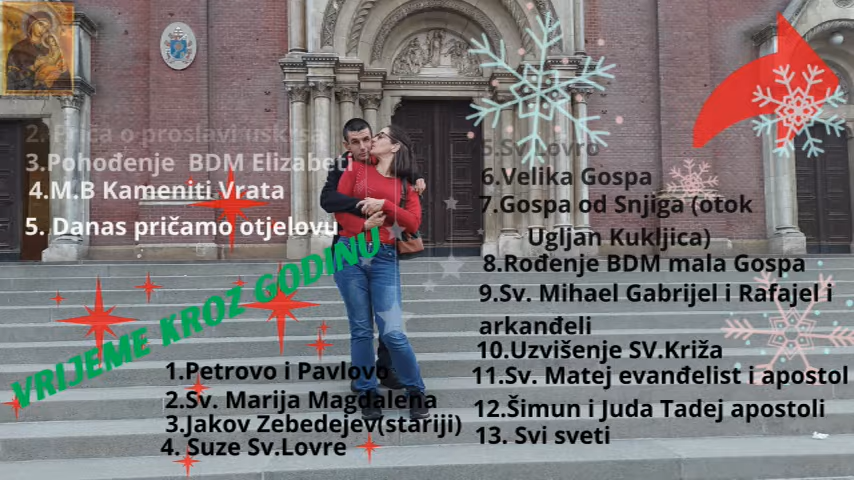 2. Priča o proslavi uskrsa
3.Pohođenje BDM Elizabeti
4.M.B Kameniti Vrata
5. Danas pričamo otjelovu
VRIJEME KROZ GODINU
1.Petrovo i Pavlovo
2.Sv. Marija Magdalena
3.Jakov Zebedejev(stariji)
4. Suze Sv.Lovre
5.Sv.Lovro
6.Velika Gospa
7.Gospa od Snjiga (otok
Ugljan Kukljica)
8.Rođenje BDM mala Gospa
9.Sv. Mihael Gabrijel i Rafajel i
arkanđeli
10.Uzvišenje SV.Križa
11.Sv. Matej evanđelist i apostol
12.Šimun i Juda Tadej apostoli
13. Svi sveti